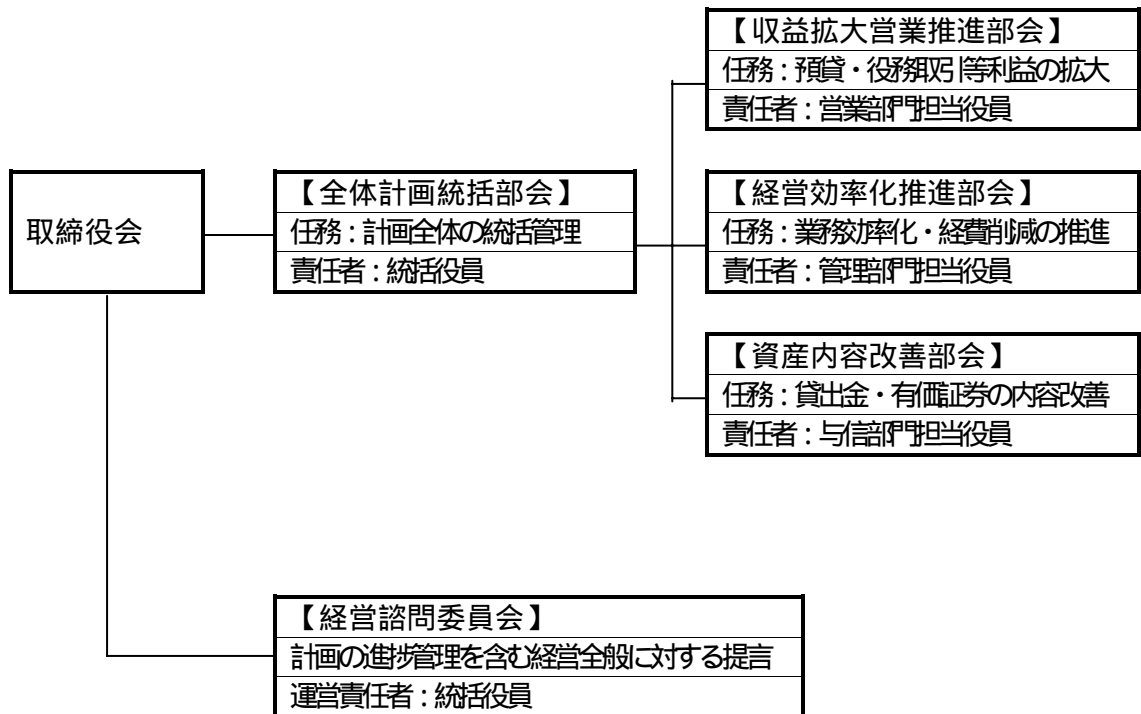 【収益拡大営業推進部会】
任務：預貸・役務取引等利益の拡大
責任者：営業部門担当役員
取締役会
【全体計画統括部会】
任務：計画全体の統括管理
責任者：統括役員
【経営効率化推進部会】
任務：業務効率化・経費削減の推進
責任者：管理部門担当役員
【資産内容改善部会】
任務：貸出金・有価証券の内容改善
責任者：与信部門担当役員
【経営諮問委員会】
計画の進捗管理を含む経営全般に対する提言
運営責任者：統括役員